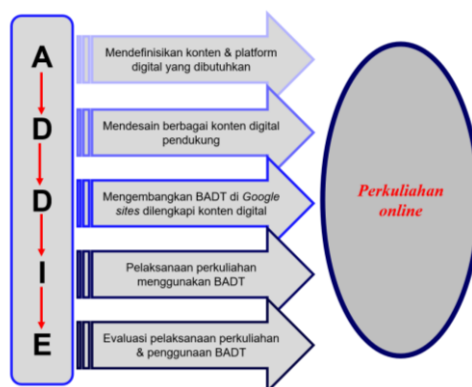 A
Mendefinisikan konten & platform
digital yang dibutuhkan
D
Mendesain berbagai konten digital
pendukung
D
Mengembangkan BADT di Google
sites dilengkapi konten digital
I
Pelaksanaan perkuliahan
menggunakan BADT
E
Evaluasi pelaksanaan perkuliahan
& penggunaan BADT
Perkuliahan
online